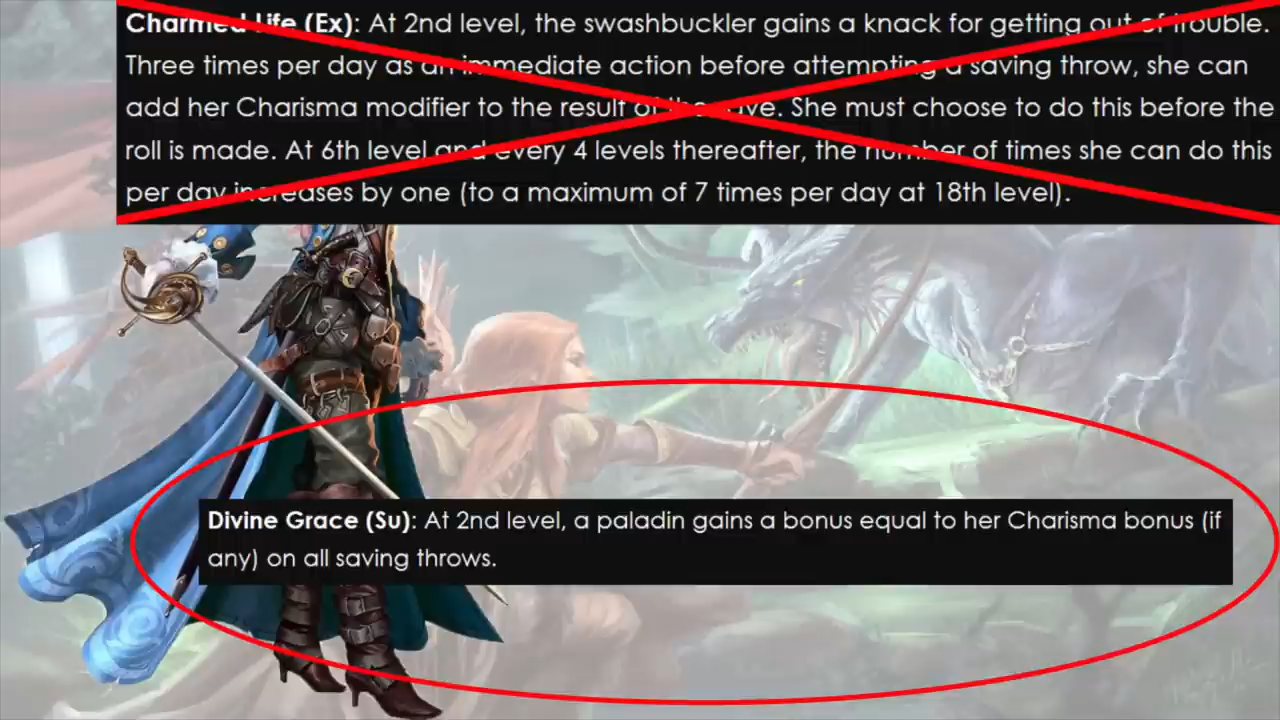 Charmed Life (Ex): At 2nd level, the swashbuckler gains a knack for getting out of trouble.
Three times per day as an immediate action before attempting a saving throw, she can
add her Charisma modifier to the result of the save. She must choose to do this before the
roll is made. At 6th level and every 4 levels thereafter, the number of times she can do this
per day increases by one (to a maximum of 7 times per day at 18th level).
Divine Grace (Su): At 2nd level, a paladin gains a bonus equal to her Charisma bonus (if
any) on all saving throws.